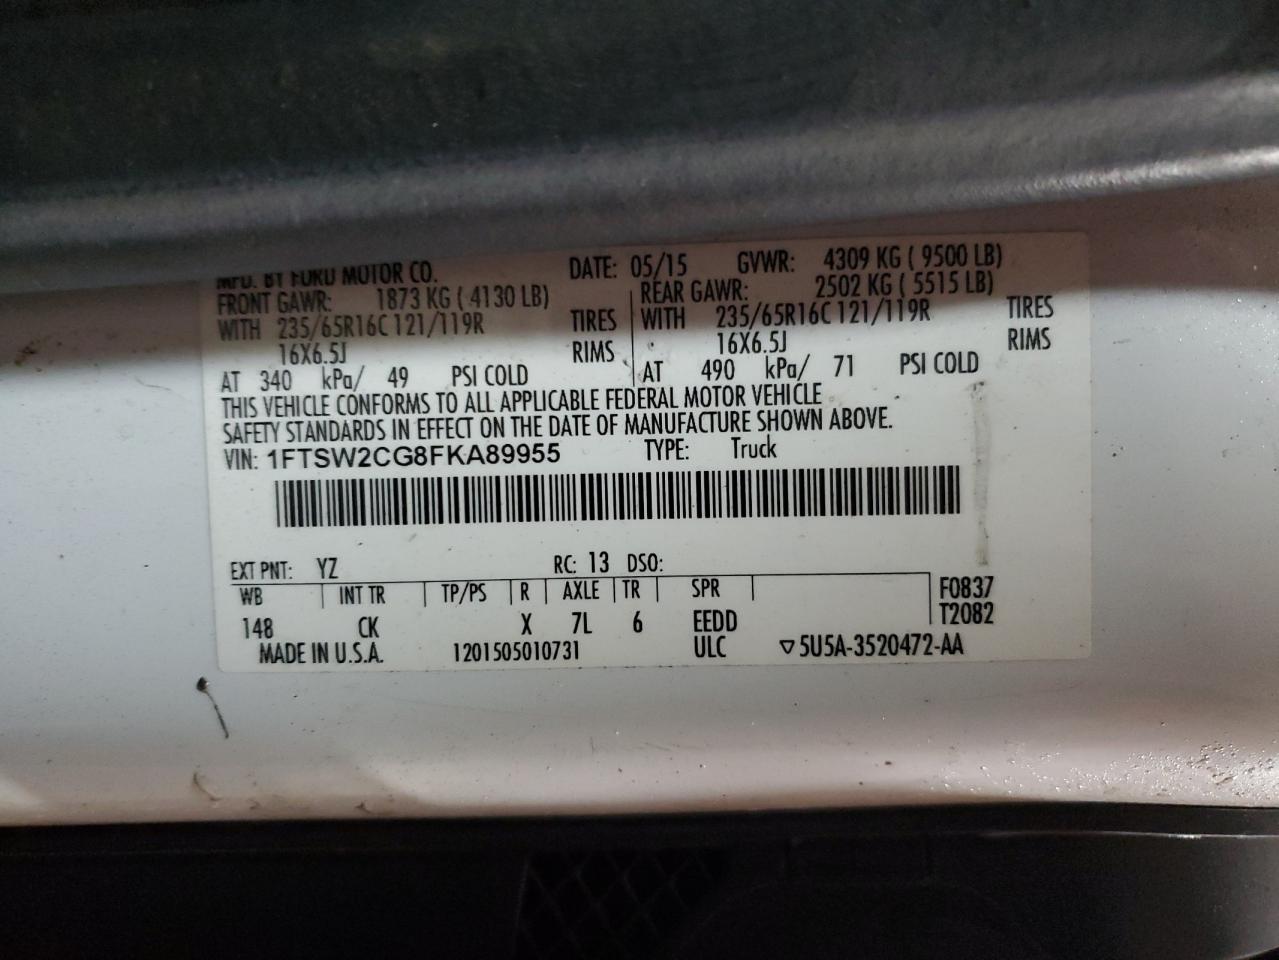 MFD. BY FORD MOTOR CO. DATE: 05/15 GVWR: 4309 KG ( 9500 LB)
FRONT GAWR: 1873 KG ( 4130 LB) REAR GAWR: 2502 KG ( 5515 LB)
WITH 235/65R16C 121/119R TIRES WITH 235/65R16C 121/119R TIRES
16X6.5J RIMS 16X6.5J RIMS
AT 340 kPa/ 49 PSI COLD AT 490 kPa/ 71 PSI COLD
THIS VEHICLE CONFORMS TO ALL APPLICABLE FEDERAL MOTOR VEHICLE
SAFETY STANDARDS IN EFFECT ON THE DATE OF MANUFACTURE SHOWN ABOVE.
VIN: 1FTSW2CG8FKA89955 TYPE: Truck
EXT PNT: YZ RC: 13 DSO:
WB INT TR TP/PS R AXLE TR SPR F0837
148 CK X 7L 6 EEDD T2082
MADE IN U.S.A. 1201505010731 ULC ▽5U5A-3520472-AA